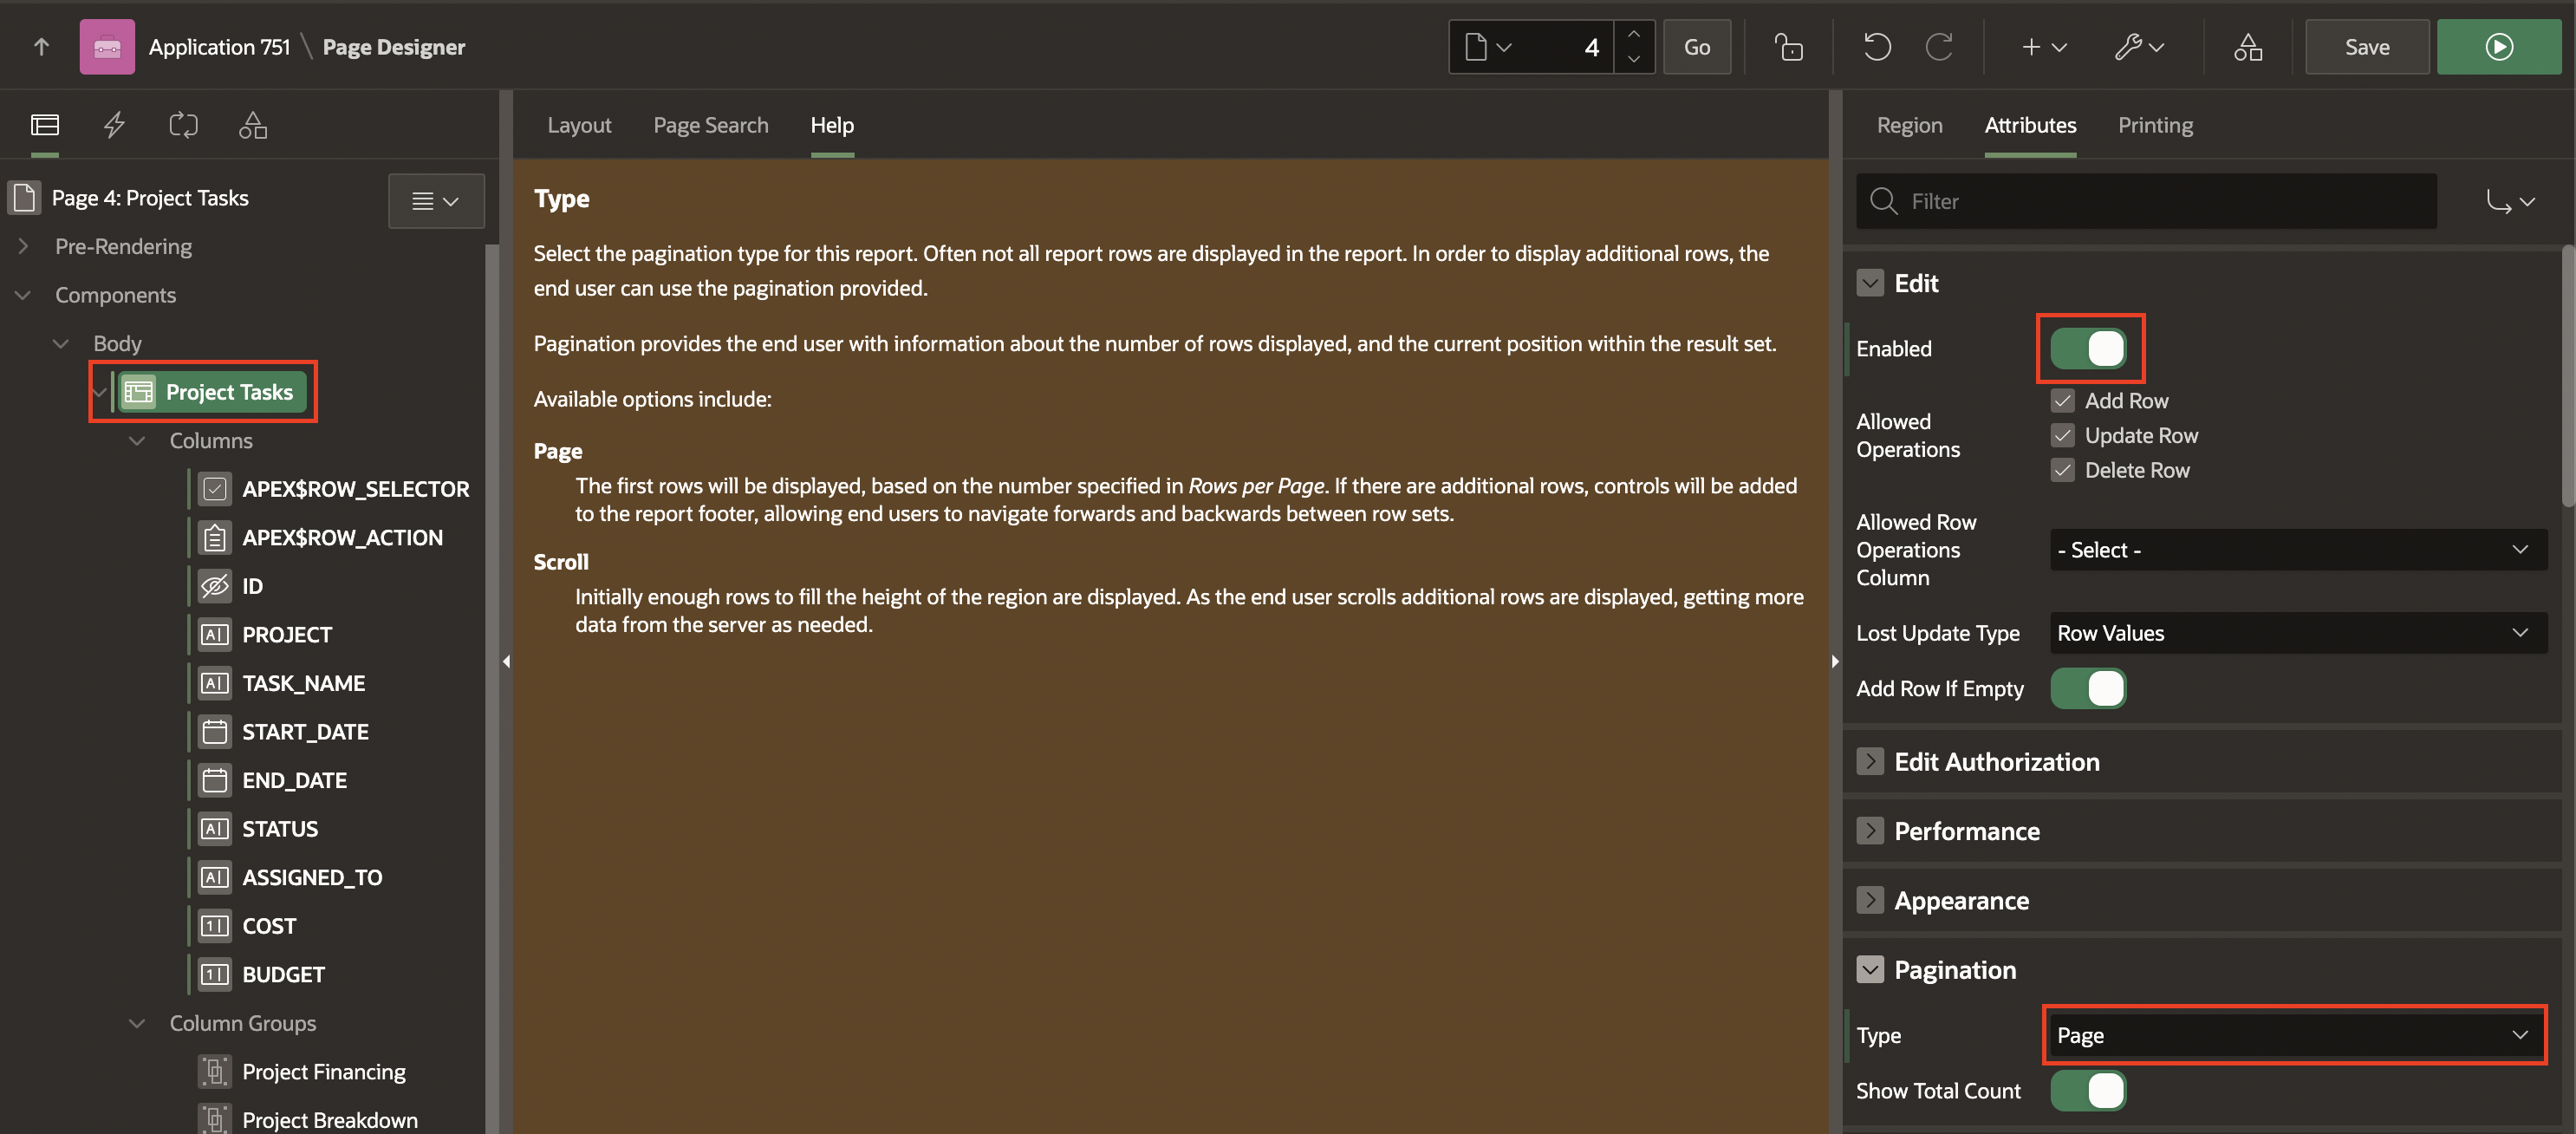 Application 751 \ Page Designer
4
Go
Save
Page 4: Project Tasks
Pre-Rendering
Components
Body
Project Tasks
Columns
APEX$ROW_SELECTOR
APEX$ROW_ACTION
ID
PROJECT
TASK_NAME
START_DATE
END_DATE
STATUS
ASSIGNED_TO
COST
BUDGET
Column Groups
Project Financing
Project Breakdown
Layout
Page Search
Help
Type
Select the pagination type for this report. Often not all report rows are displayed in the report. In order to display additional rows, the
end user can use the pagination provided.
Pagination provides the end user with information about the number of rows displayed, and the current position within the result set.
Available options include:
Page
The first rows will be displayed, based on the number specified in Rows per Page. If there are additional rows, controls will be added
to the report footer, allowing end users to navigate forwards and backwards between row sets.
Scroll
Initially enough rows to fill the height of the region are displayed. As the end user scrolls additional rows are displayed, getting more
data from the server as needed.
Region
Attributes
Printing
Filter
Edit
Enabled
Allowed
Operations
Add Row
Update Row
Delete Row
Allowed Row
Operations
Column
- Select -
Lost Update Type
Row Values
Add Row If Empty
Edit Authorization
Performance
Appearance
Pagination
Type
Page
Show Total Count